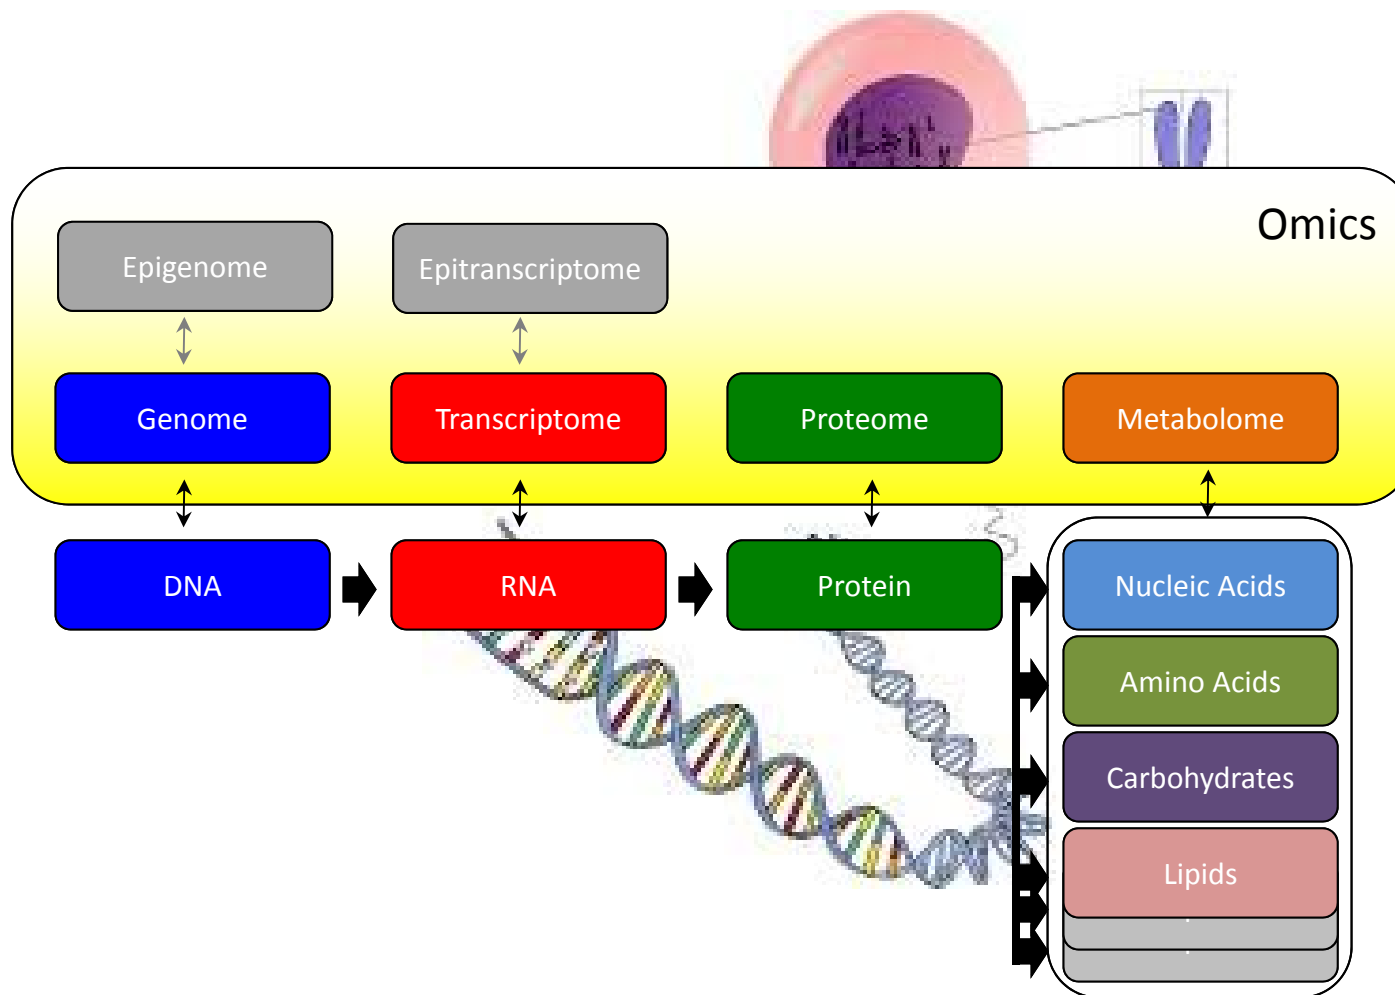 Omics
Epigenome
Epitranscriptome
Genome
Transcriptome
Proteome
Metabolome
DNA
RNA
Protein
Nucleic Acids
Amino Acids
Carbohydrates
Lipids
.
.